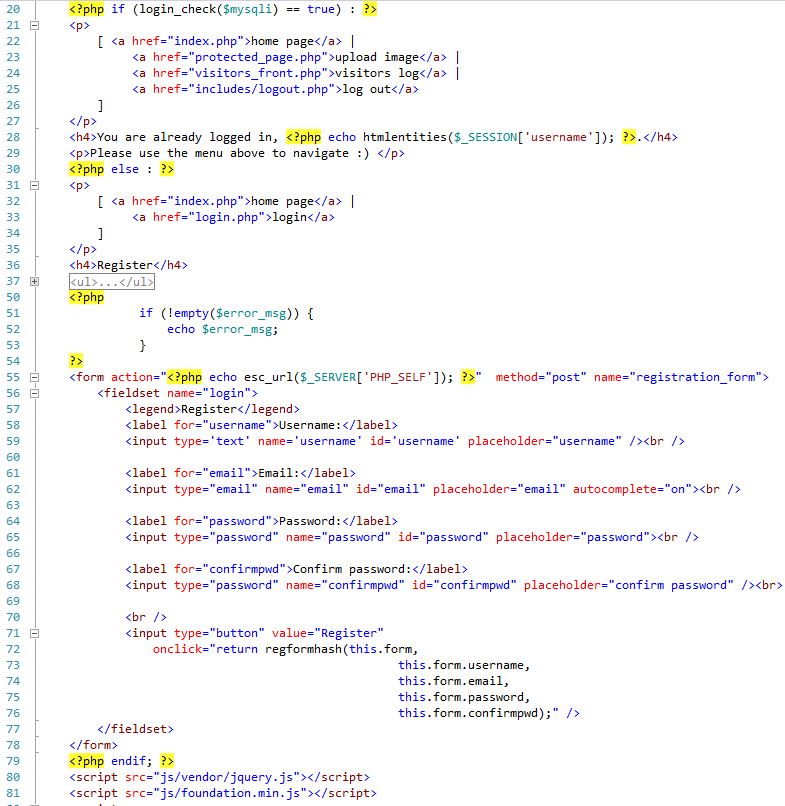 20 <?php if (login_check($mysqli) == true) : ?>
21 <p>
22 [ <a href="index.php">home page</a> |
23 <a href="protected_page.php">upload image</a> |
24 <a href="visitors_front.php">visitors log</a> |
25 <a href="includes/logout.php">log out</a>
26 ]
27 </p>
28 <h4>You are already logged in, <?php echo htmlentities($_SESSION['username']); ?>.</h4>
29 <p>Please use the menu above to navigate :) </p>
30 <?php else : ?>
31 <p>
32 [ <a href="index.php">home page</a> |
33 <a href="login.php">login</a>
34 ]
35 </p>
36 <h4>Register</h4>
37 <ul>...</ul>
50 <?php
51 if (!empty($error_msg)) {
52 echo $error_msg;
53 }
54 ?>
55 <form action="<?php echo esc_url($_SERVER['PHP_SELF']); ?>" method="post" name="registration_form">
56 <fieldset name="login">
57 <legend>Register</legend>
58 <label for="username">Username:</label>
59 <input type='text' name='username' id='username' placeholder="username" /><br />
60
61 <label for="email">Email:</label>
62 <input type="email" name="email" id="email" placeholder="email" autocomplete="on"><br />
63
64 <label for="password">Password:</label>
65 <input type="password" name="password" id="password" placeholder="password"><br />
66
67 <label for="confirmpwd">Confirm password:</label>
68 <input type="password" name="confirmpwd" id="confirmpwd" placeholder="confirm password" /><br>
69
70 <br />
71 <input type="button" value="Register"
72 onclick="return regformhash(this.form,
73 this.form.username,
74 this.form.email,
75 this.form.password,
76 this.form.confirmpwd);" />
77 </fieldset>
78 </form>
79 <?php endif; ?>
80 <script src="js/vendor/jquery.js"></script>
81 <script src="js/foundation.min.js"></script>